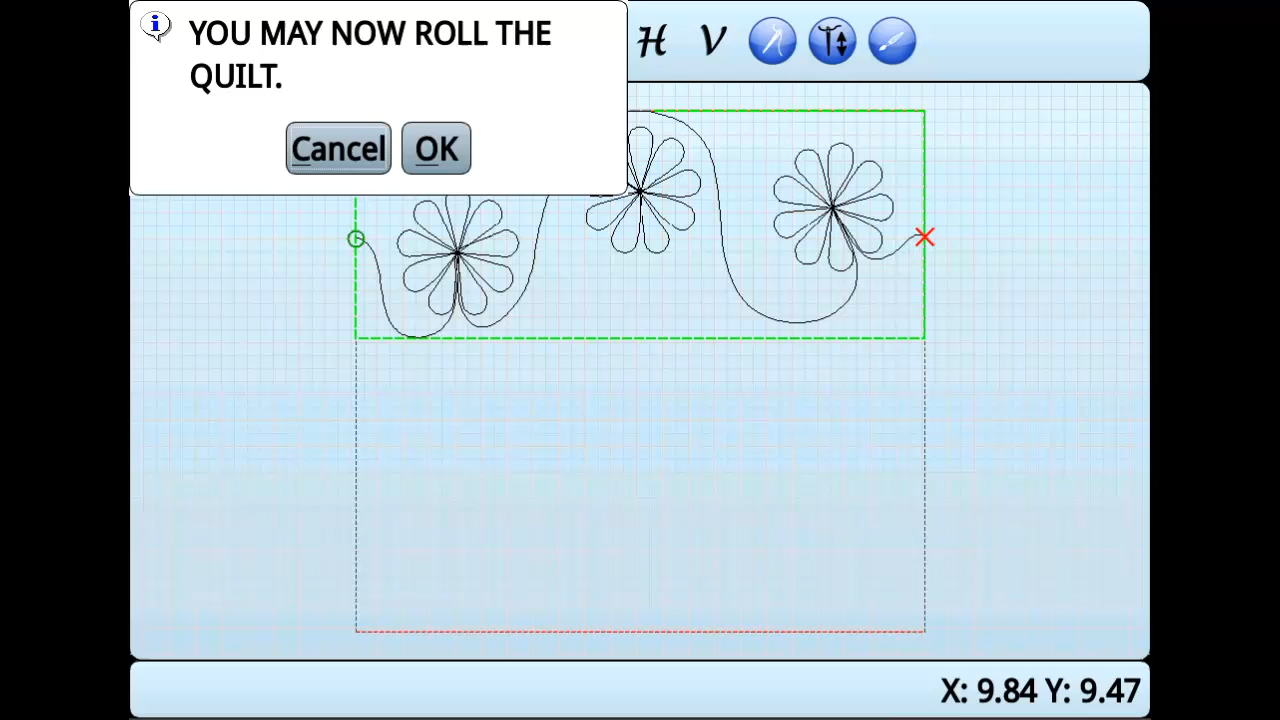 YOU MAY NOW ROLL THE
QUILT.
Cancel OK
H V
X: 9.84 Y: 9.47